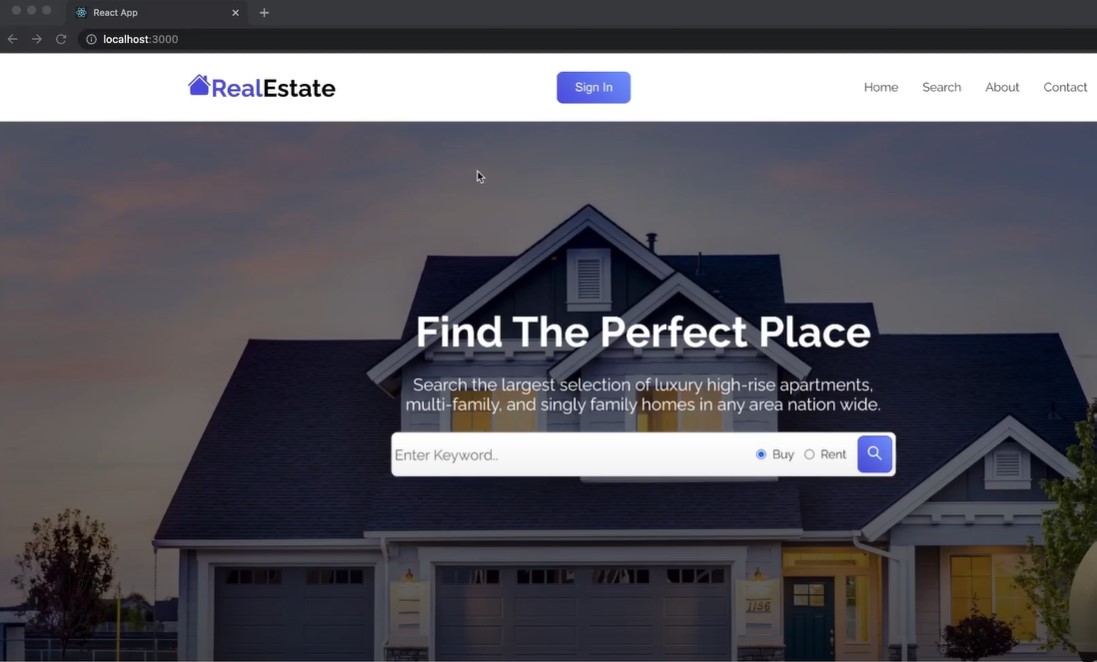 React App
localhost:3000
RealEstate
Sign In
Home
Search
About
Contact
Find The Perfect Place
Search the largest selection of luxury high-rise apartments,
multi-family, and singly family homes in any area nation wide.
Enter Keyword..
Buy
Rent
1156